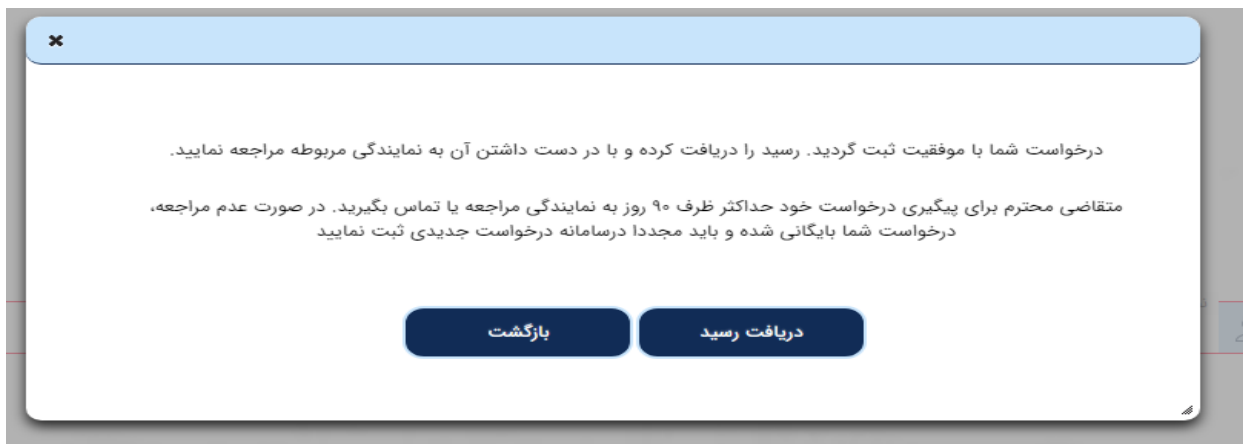 درخواست شما با موفقیت ثبت گردید. رسید را دریافت کرده و با در دست داشتن آن به نمایندگی مربوطه مراجعه نمایید.
متقاضی محترم برای پیگیری درخواست خود حداکثر ظرف ۹۰ روز به نمایندگی مراجعه یا تماس بگیرید. در صورت عدم مراجعه،
درخواست شما بایگانی شده و باید مجددا درسامانه درخواست جدیدی ثبت نمایید
دریافت رسید
بازگشت